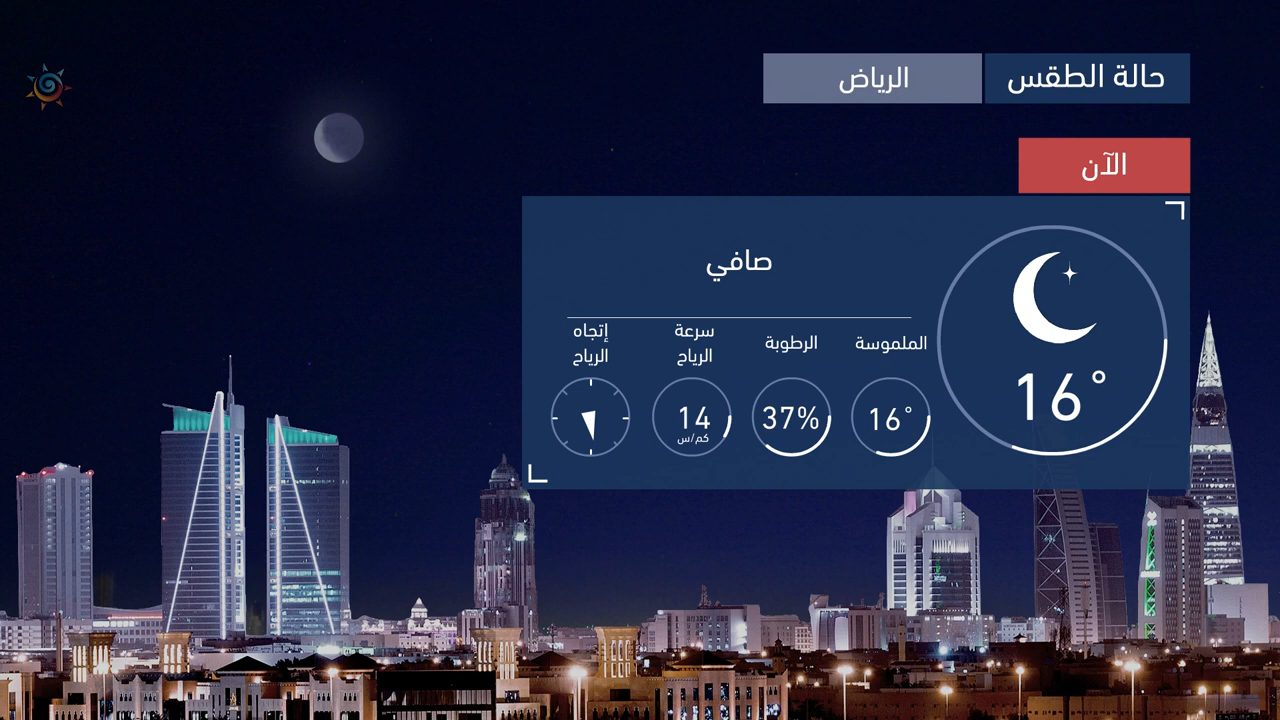 حالة الطقس
الرياض
الآن
صافي
16°
الملموسة
16°
الرطوبة
37%
سرعة
الرياح
14
كم/س
إتجاه
الرياح